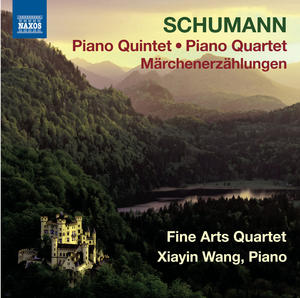 NAXOS
SCHUMANN
Piano Quintet • Piano Quartet
Märchenerzählungen
Fine Arts Quartet
Xiayin Wang, Piano